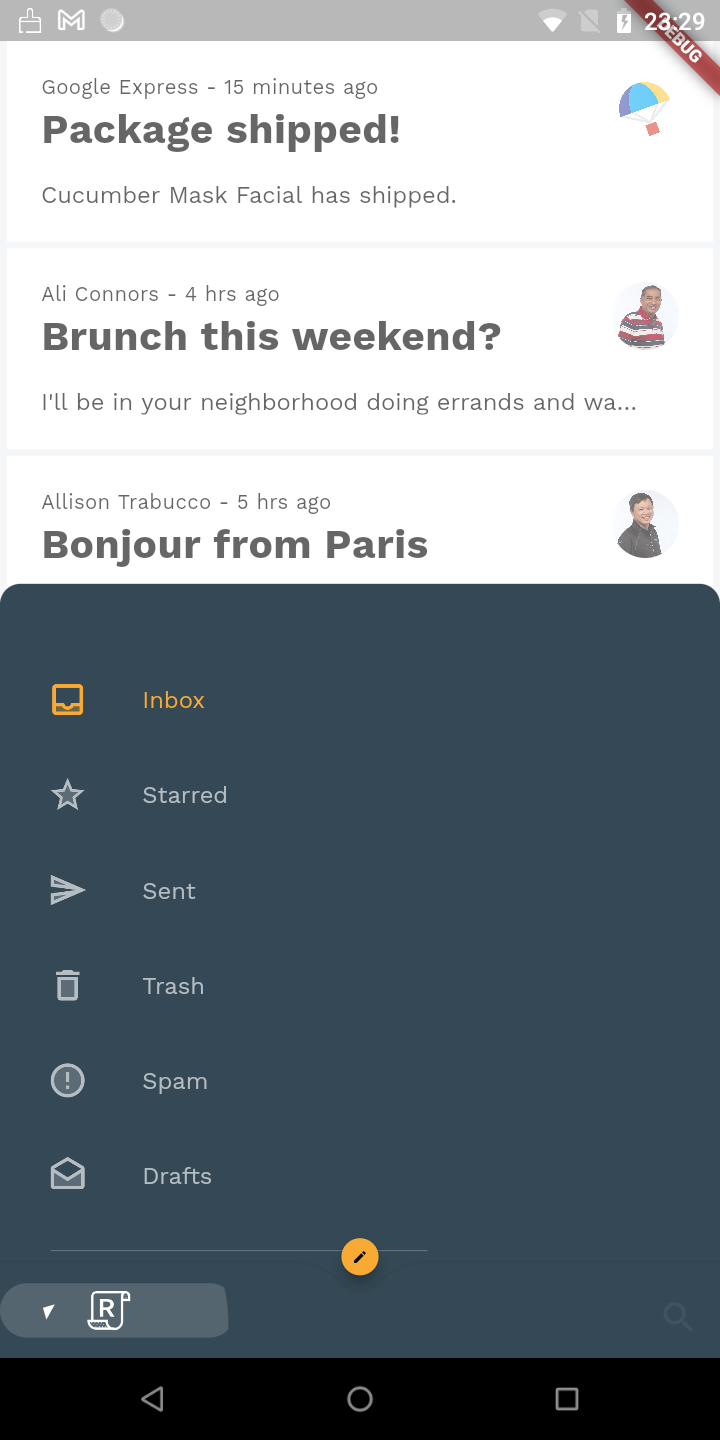 23:29
DEBUG
Google Express - 15 minutes ago
Package shipped!
Cucumber Mask Facial has shipped.
Ali Connors - 4 hrs ago
Brunch this weekend?
I'll be in your neighborhood doing errands and wa...
Allison Trabucco - 5 hrs ago
Bonjour from Paris
Inbox
Starred
Sent
Trash
Spam
Drafts
R